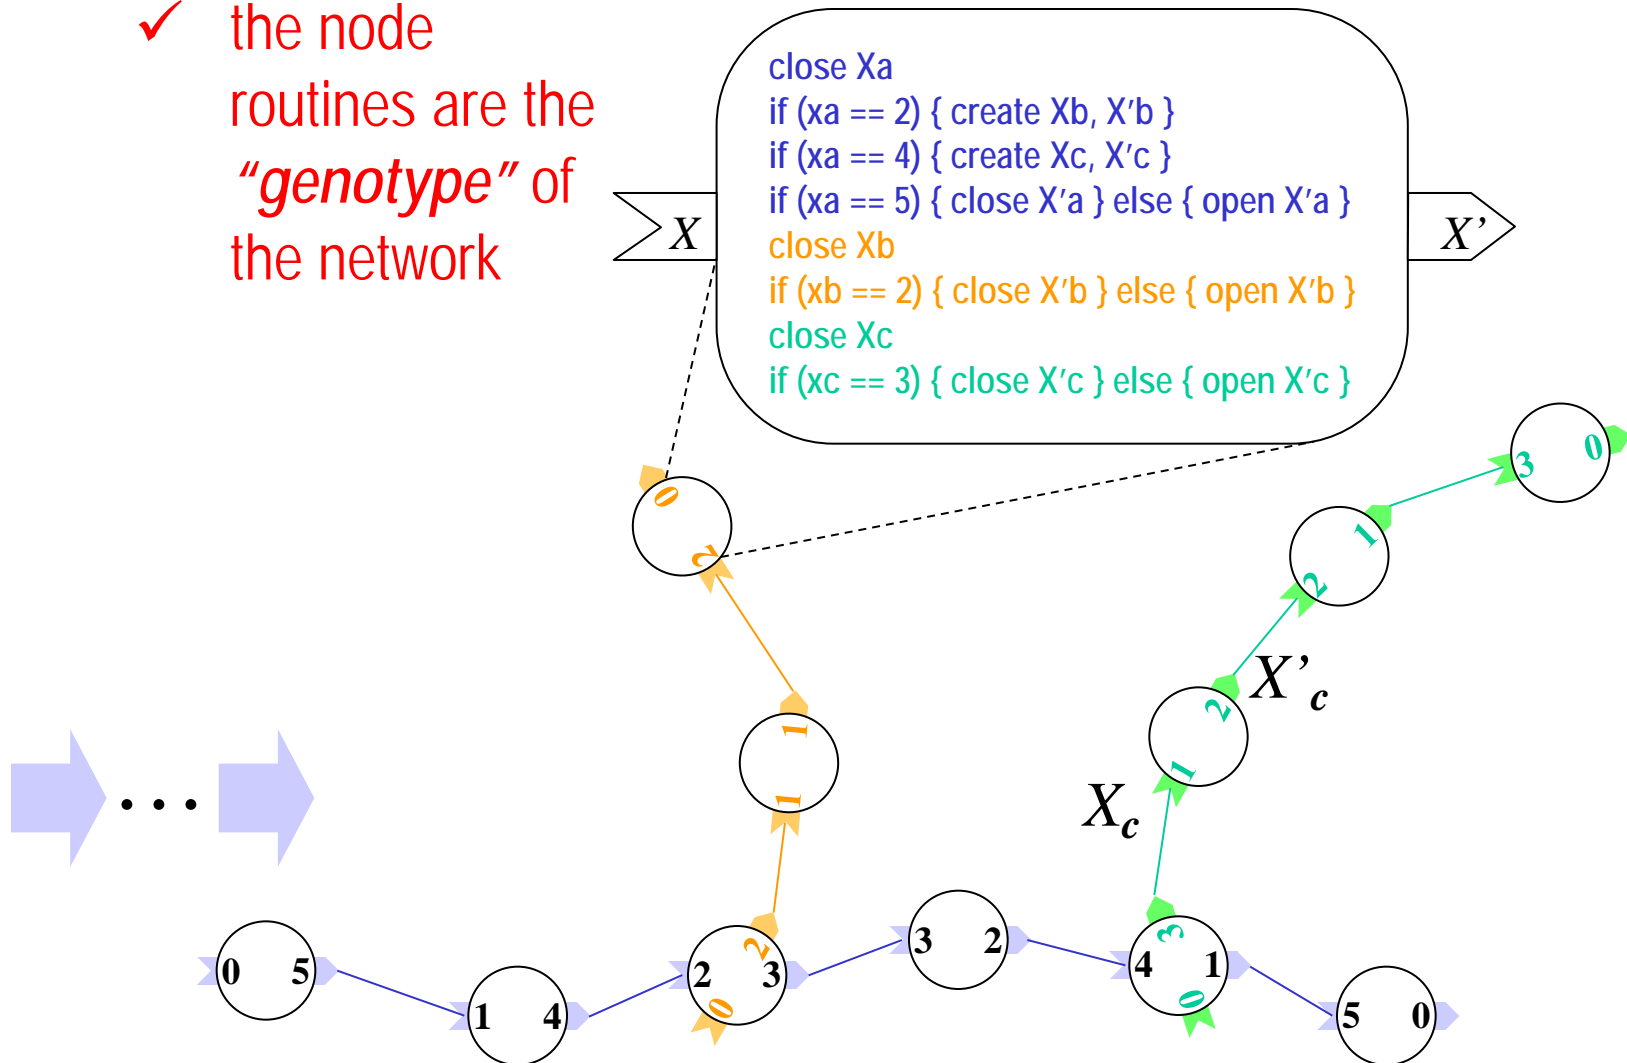 ✓ the node
routines are the
“genotype” of
the network
close Xa
if (xa == 2) { create Xb, X'b }
if (xa == 4) { create Xc, X'c }
if (xa == 5) { close X'a } else { open X'a }
close Xb
if (xb == 2) { close X'b } else { open X'b }
close Xc
if (xc == 3) { close X'c } else { open X'c }
X
X’
0
2
1
1
2
0
3 0
1
2
X’c
2
1
Xc
3
0
. . .
0 5
1 4
2 3
3 2
4 1
5 0